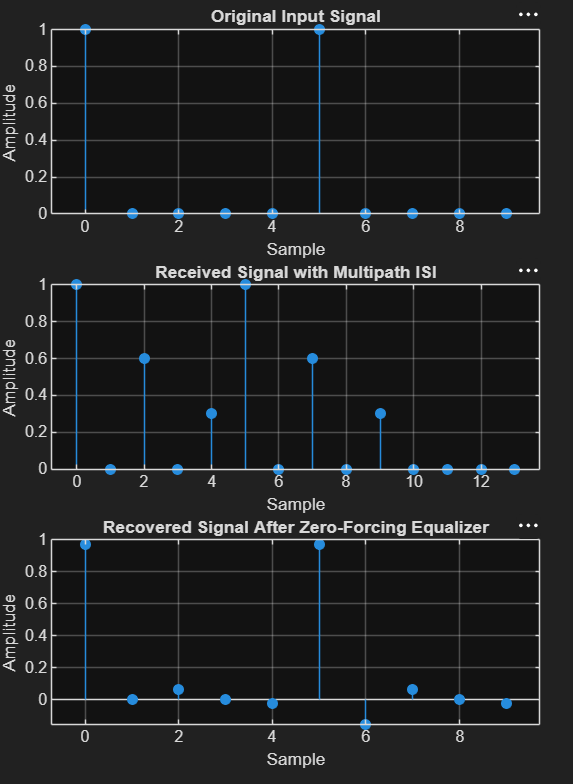 Original Input Signal
1
0.8
0.6
0.4
0.2
0
Amplitude
0 2 4 6 8
Sample
Received Signal with Multipath ISI
1
0.8
0.6
0.4
0.2
0
Amplitude
0 2 4 6 8 10 12
Sample
Recovered Signal After Zero-Forcing Equalizer
1
0.8
0.6
0.4
0.2
0
Amplitude
0 2 4 6 8
Sample